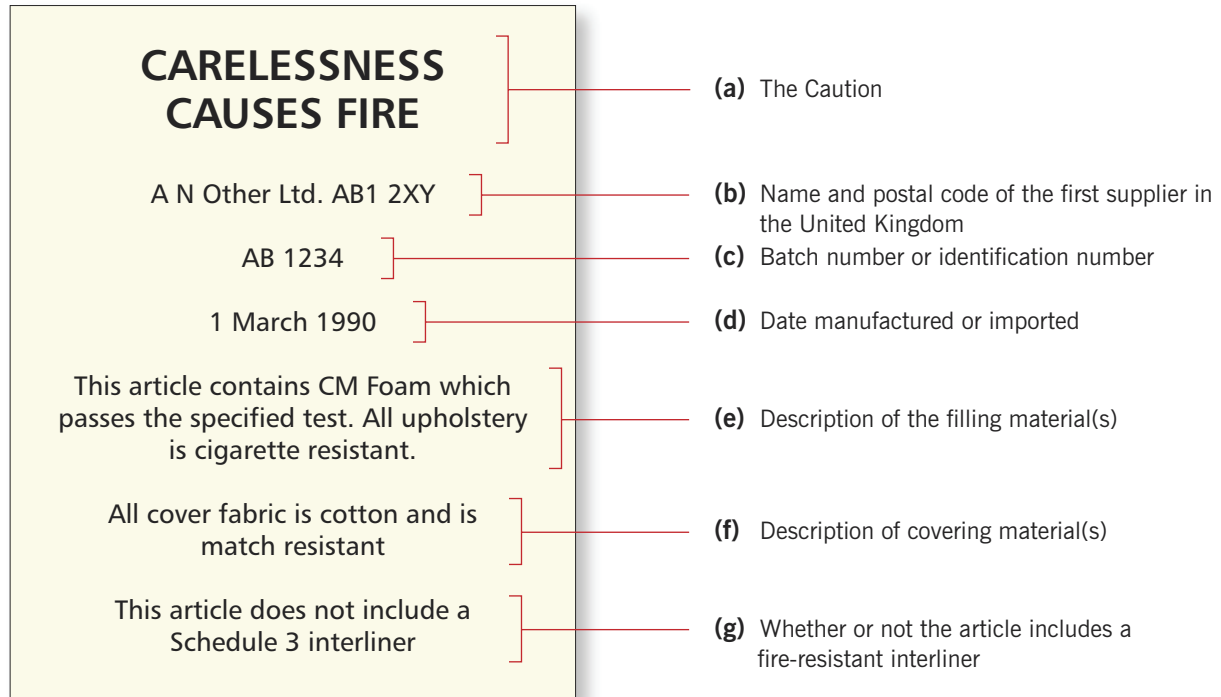 CARELESSNESS
CAUSES FIRE
(a) The Caution
A N Other Ltd. AB1 2XY
(b) Name and postal code of the first supplier in
the United Kingdom
AB 1234
(c) Batch number or identification number
1 March 1990
(d) Date manufactured or imported
This article contains CM Foam which
passes the specified test. All upholstery
is cigarette resistant.
(e) Description of the filling material(s)
All cover fabric is cotton and is
match resistant
(f) Description of covering material(s)
This article does not include a
Schedule 3 interliner
(g) Whether or not the article includes a
fire-resistant interliner